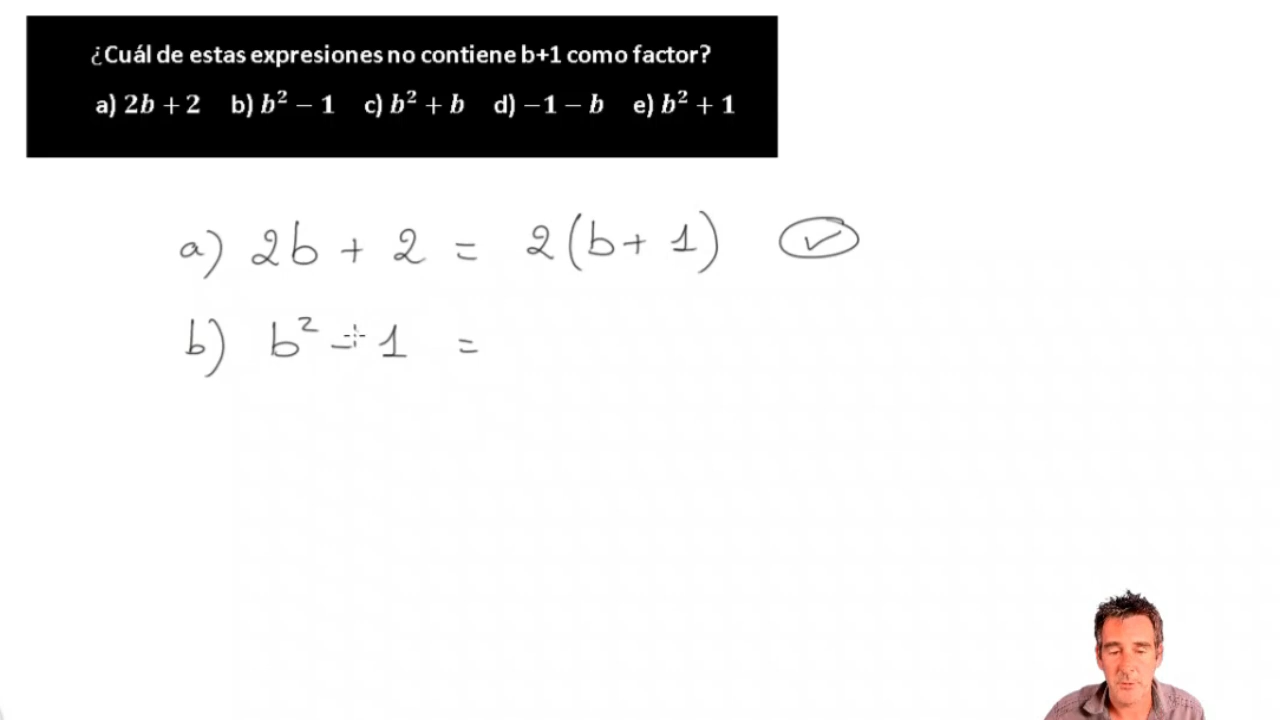 ¿Cuál de estas expresiones no contiene b+1 como factor?
a) 2b + 2 b) b² − 1 c) b² + b d) −1 − b e) b² + 1
a) 2b + 2 = 2(b + 1) ✓
b) b² − 1 =